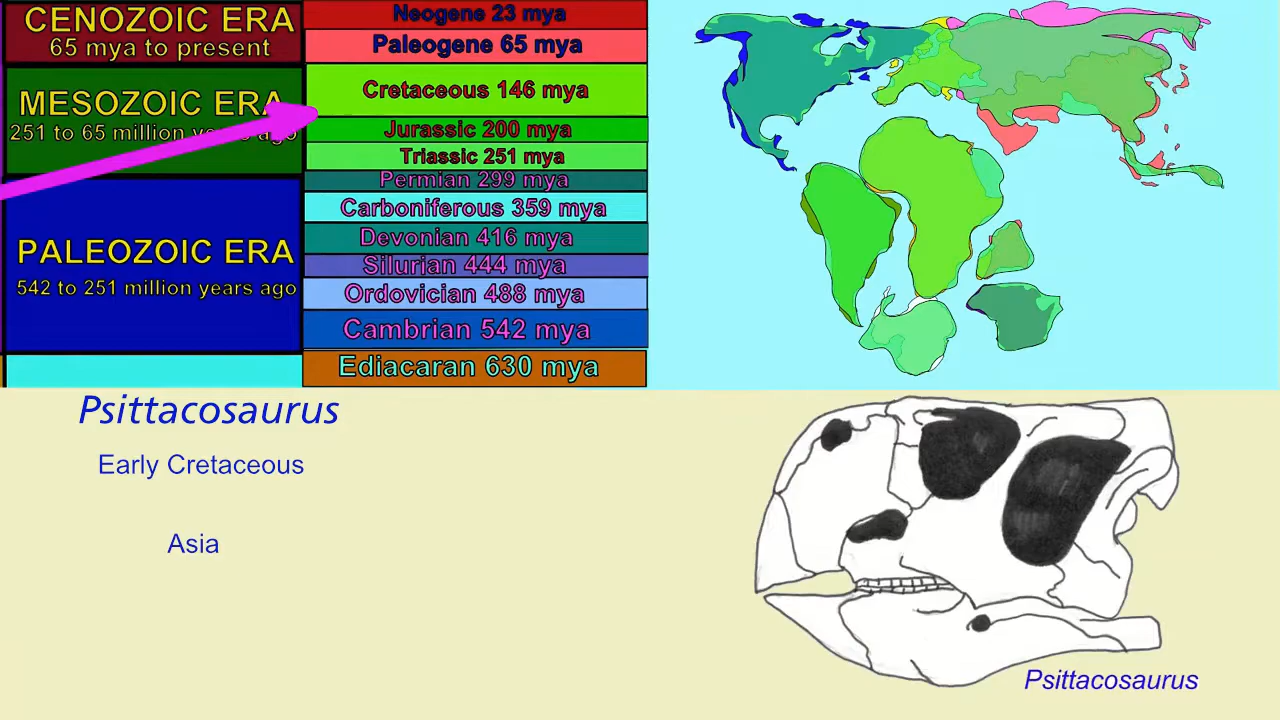 CENOZOIC ERA
65 mya to present
MESOZOIC ERA
251 to 65 million years ago
PALEOZOIC ERA
542 to 251 million years ago
Neogene 23 mya
Paleogene 65 mya
Cretaceous 146 mya
Jurassic 200 mya
Triassic 251 mya
Permian 299 mya
Carboniferous 359 mya
Devonian 416 mya
Silurian 444 mya
Ordovician 488 mya
Cambrian 542 mya
Ediacaran 630 mya
Psittacosaurus
Early Cretaceous
Asia
Psittacosaurus